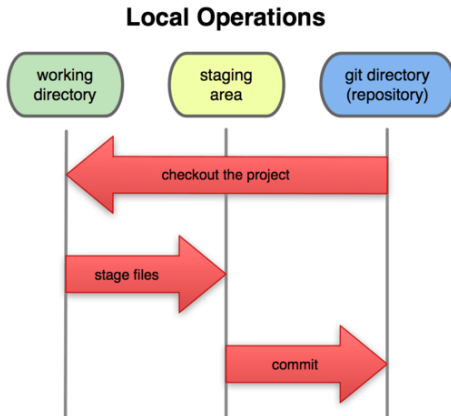 Local Operations
working
directory
staging
area
git directory
(repository)
checkout the project
stage files
commit